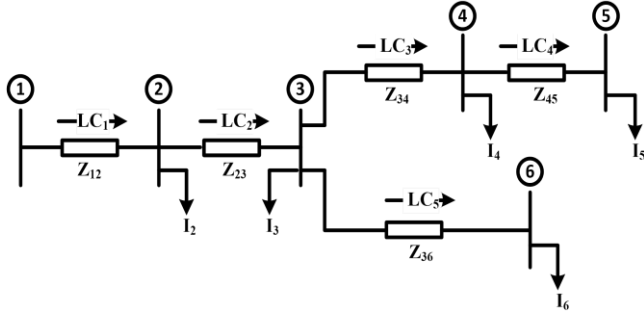 4
5
LC₃
LC₄
1
2
3
Z₃₄
Z₄₅
LC₁
LC₂
I₄
I₅
Z₁₂
Z₂₃
6
I₂
I₃
LC₅
Z₃₆
I₆